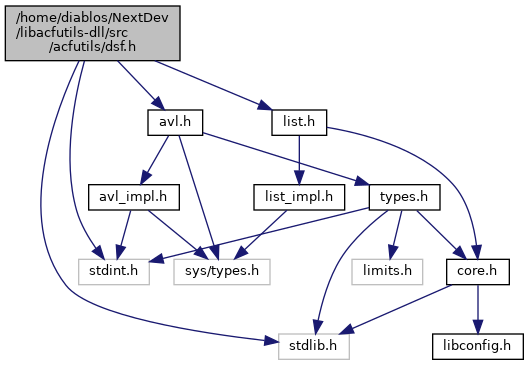 /home/diablos/NextDev
/libacfutils-dll/src
/acfutils/dsf.h
avl.h
list.h
avl_impl.h
list_impl.h
types.h
stdint.h
sys/types.h
limits.h
core.h
stdlib.h
libconfig.h